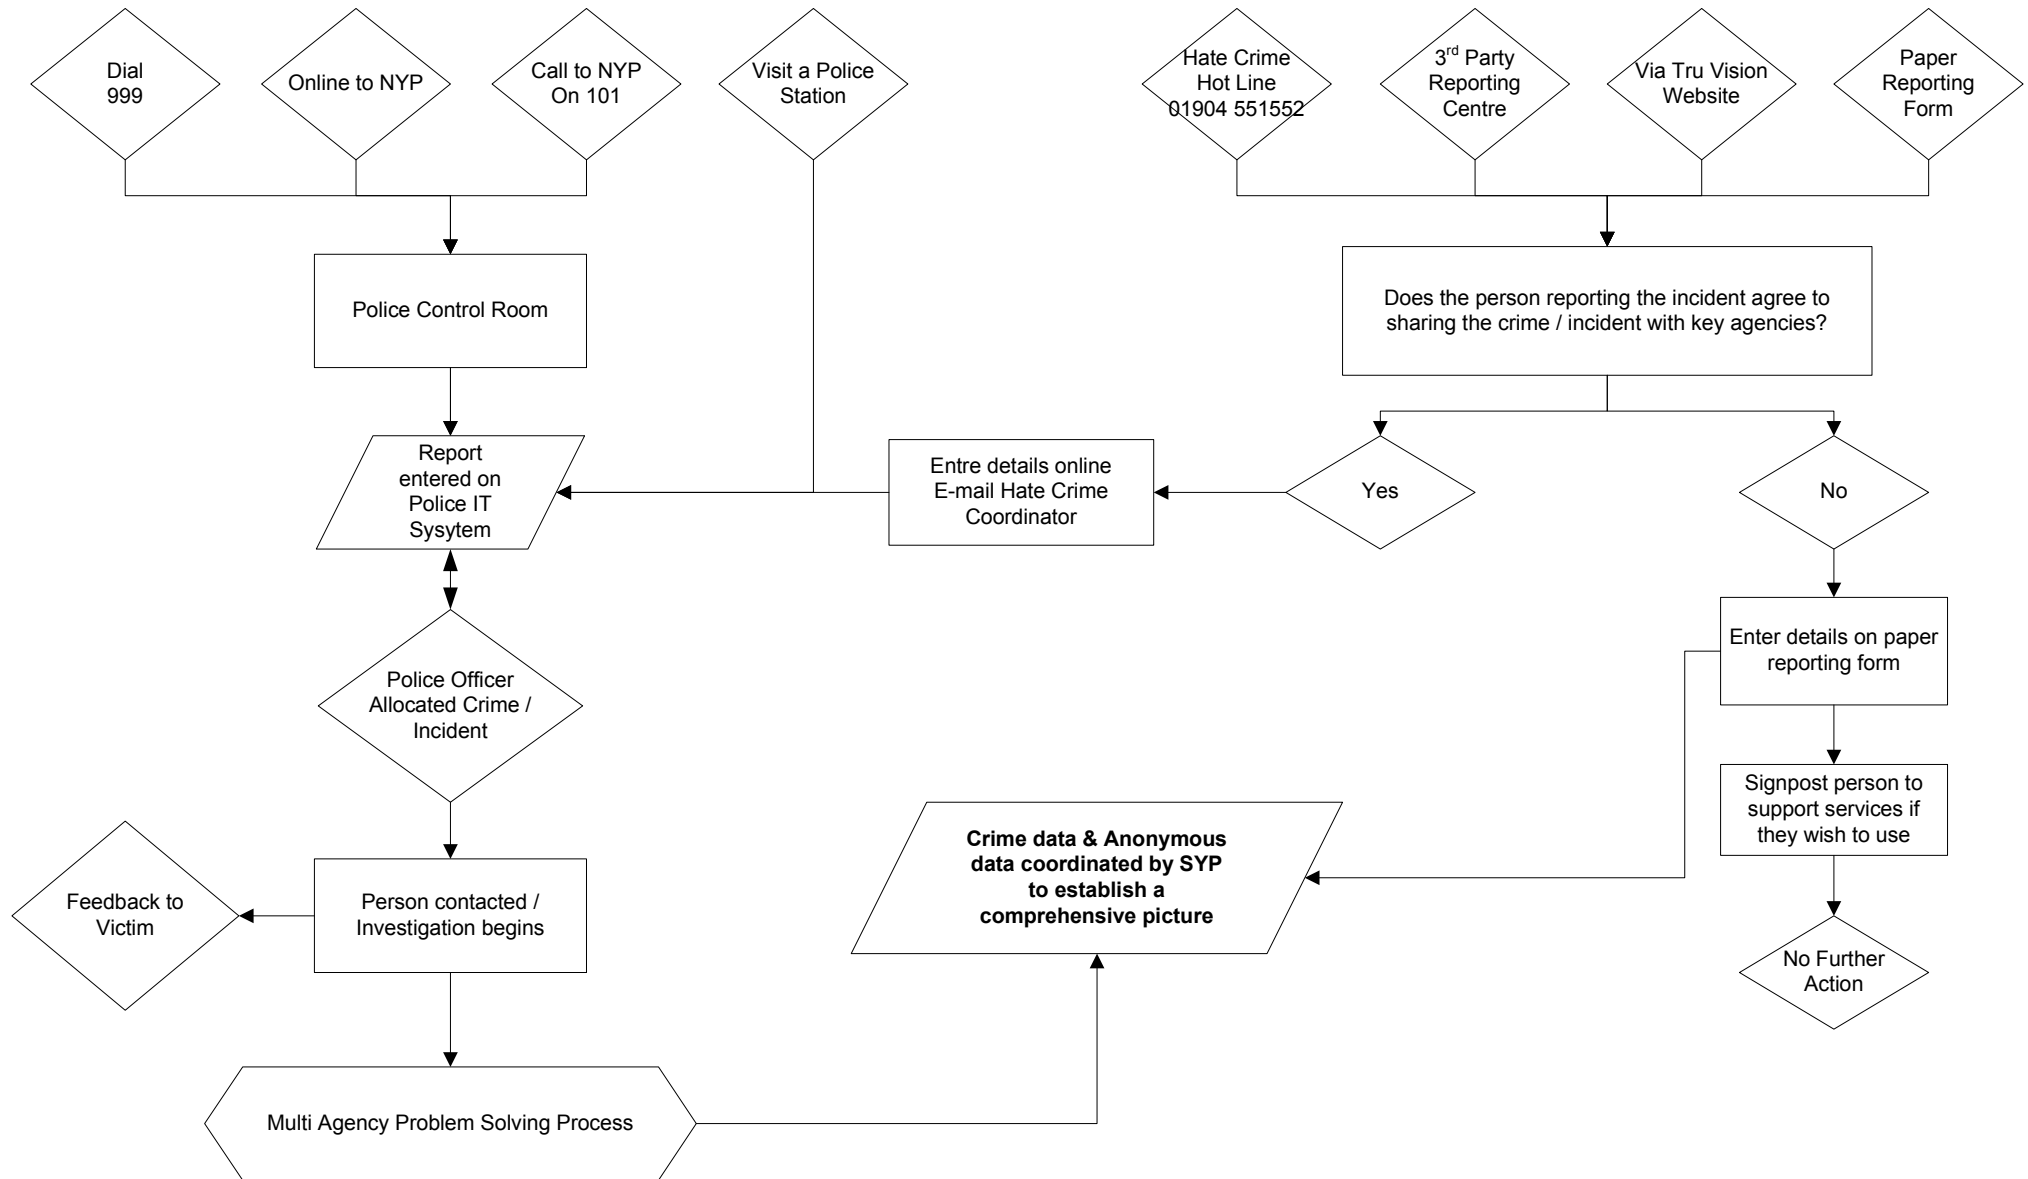 Dial
999
Online to NYP
Call to NYP
On 101
Visit a Police
Station
Hate Crime
Hot Line
01904 551552
3rd Party
Reporting
Centre
Via Tru Vision
Website
Paper
Reporting
Form
Police Control Room
Does the person reporting the incident agree to
sharing the crime / incident with key agencies?
Report
entered on
Police IT
Sysytem
Entre details online
E-mail Hate Crime
Coordinator
Yes
No
Enter details on paper
reporting form
Police Officer
Allocated Crime /
Incident
Signpost person to
support services if
they wish to use
Crime data & Anonymous
data coordinated by SYP
to establish a
comprehensive picture
Feedback to
Victim
Person contacted /
Investigation begins
No Further
Action
Multi Agency Problem Solving Process